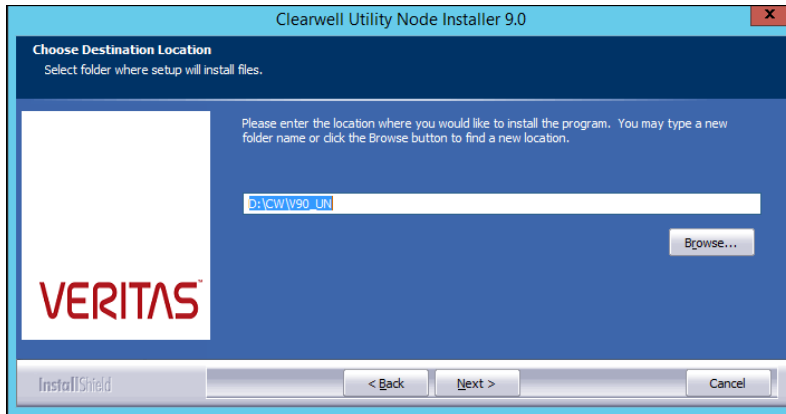 Clearwell Utility Node Installer 9.0
x
Choose Destination Location
Select folder where setup will install files.
Please enter the location where you would like to install the program. You may type a new
folder name or click the Browse button to find a new location.
D:\CW\V90_UN
Browse...
VERITAS™
InstallShield
< Back
Next >
Cancel